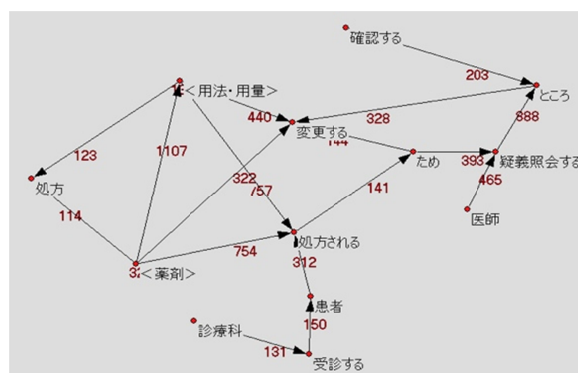 確認する
203
ところ
＜用法・用量＞
440
変更する
328
888
144
123
1107
ため
393
疑義照会する
322
757
141
465
処方
114
医師
754
処方される
＜薬剤＞
312
患者
診療科
150
131
受診する